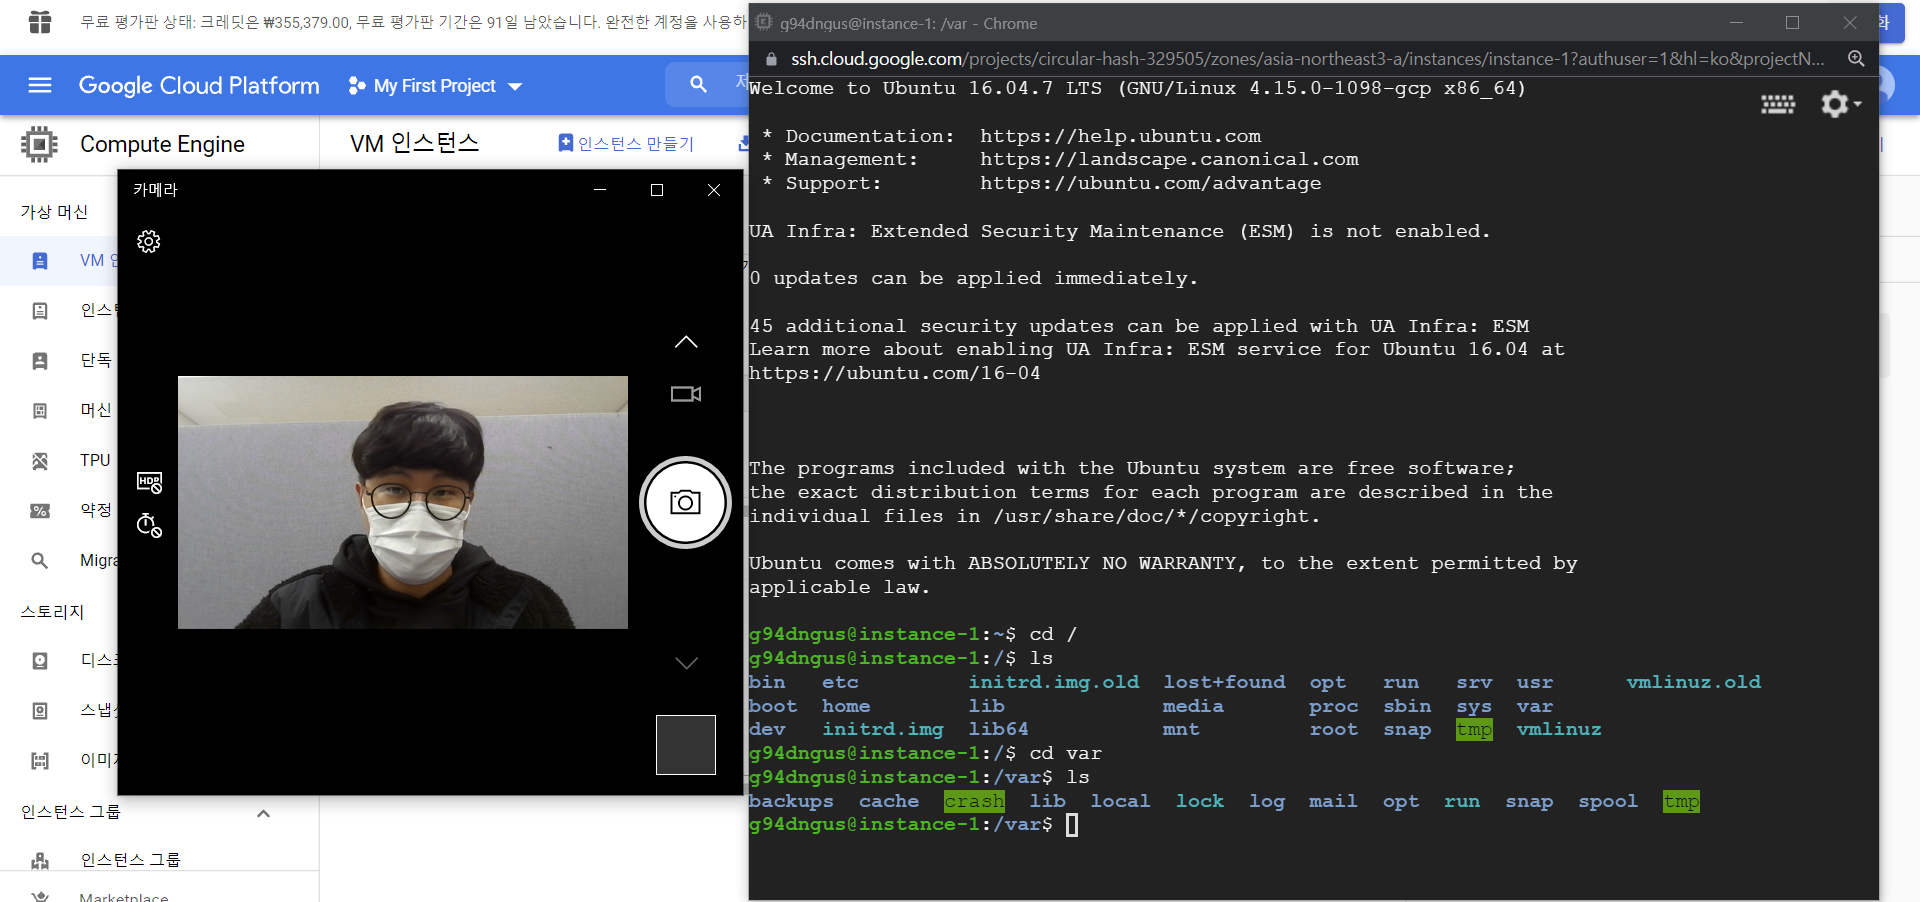 무료 평가판 상태: 크레딧은 ₩355,379.00, 무료 평가판 기간은 91일 남았습니다. 완전한 계정을 사용하
화
Google Cloud Platform
My First Project
Compute Engine
VM 인스턴스
인스턴스 만들기
가상 머신
VM
단독
머신
TPU
약정
스토리지
인스턴스 그룹
인스턴스 그룹
Marketplace
카메라
HDR
g94dngus@instance-1: /var - Chrome
ssh.cloud.google.com/projects/circular-hash-329505/zones/asia-northeast3-a/instances/instance-1?authuser=1&hl=ko&projectN...
Welcome to Ubuntu 16.04.7 LTS (GNU/Linux 4.15.0-1098-gcp x86_64)
* Documentation:  https://help.ubuntu.com
* Management:     https://landscape.canonical.com
* Support:        https://ubuntu.com/advantage
UA Infra: Extended Security Maintenance (ESM) is not enabled.
0 updates can be applied immediately.
45 additional security updates can be applied with UA Infra: ESM
Learn more about enabling UA Infra: ESM service for Ubuntu 16.04 at
https://ubuntu.com/16-04
The programs included with the Ubuntu system are free software;
the exact distribution terms for each program are described in the
individual files in /usr/share/doc/*/copyright.
Ubuntu comes with ABSOLUTELY NO WARRANTY, to the extent permitted by
applicable law.
g94dngus@instance-1:~$ cd /
g94dngus@instance-1:/$ ls
bin   etc         initrd.img.old  lost+found  opt   run   srv  usr      vmlinuz.old
boot  home        lib             media       proc  sbin  sys  var
dev   initrd.img  lib64           mnt         root  snap  tmp  vmlinuz
g94dngus@instance-1:/$ cd var
g94dngus@instance-1:/var$ ls
backups  cache  crash  lib  local  lock  log  mail  opt  run  snap  spool  tmp
g94dngus@instance-1:/var$